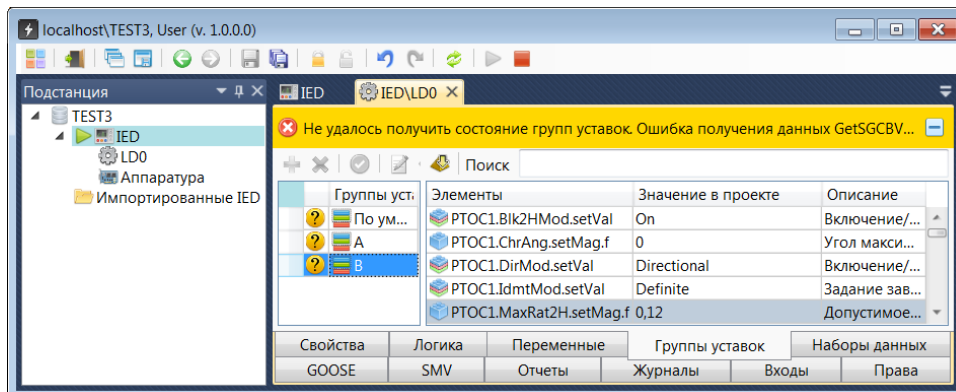 localhost\TEST3, User (v. 1.0.0.0)
Подстанция
TEST3
IED
LD0
Аппаратура
Импортированные IED
IED
IED\LD0
Не удалось получить состояние групп уставок. Ошибка получения данных GetSGCBV...
Поиск
Группы уст
Элементы Значение в проекте Описание
По ум...
PTOC1.Blk2HMod.setVal On Включение/...
A
PTOC1.ChrAng.setMag.f 0 Угол макси...
B
PTOC1.DirMod.setVal Directional Включение/...
PTOC1.IdmtMod.setVal Definite Задание зав...
PTOC1.MaxRat2H.setMag.f 0,12 Допустимое...
Свойства Логика Переменные Группы уставок Наборы данных
GOOSE SMV Отчеты Журналы Входы Права